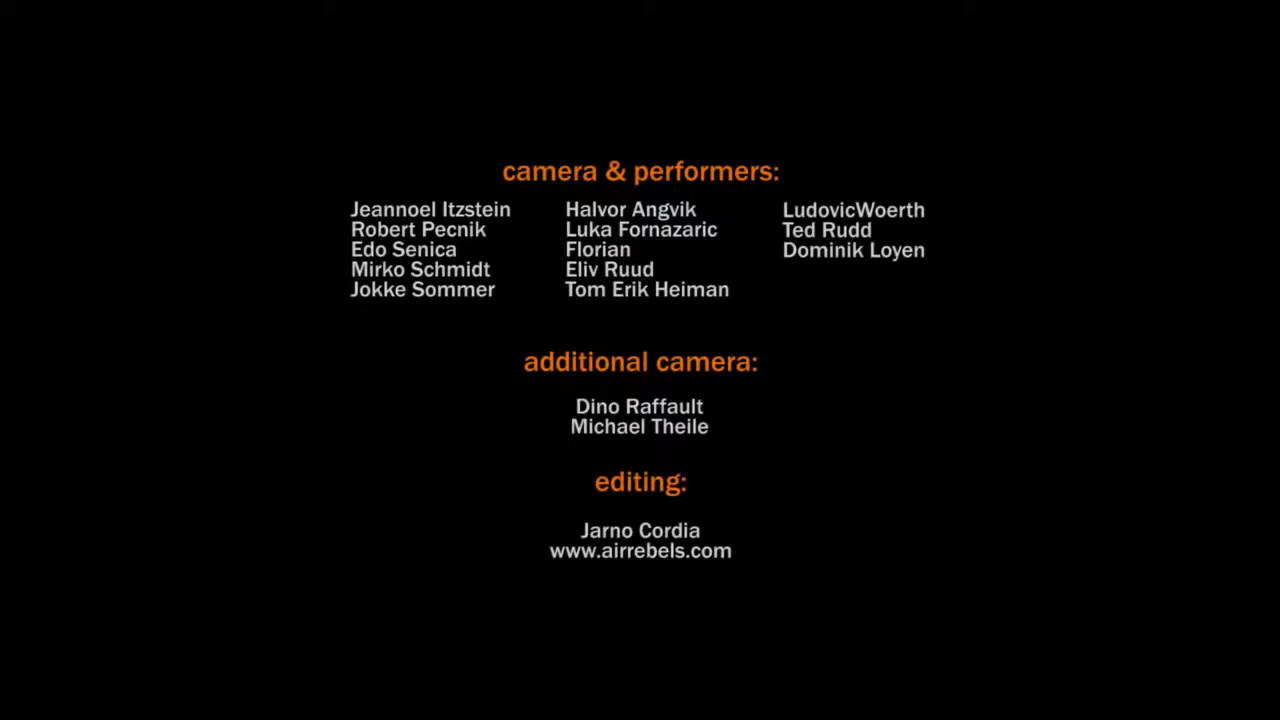 camera & performers:
Jeannoel Itzstein
Robert Pecnik
Edo Senica
Mirko Schmidt
Jokke Sommer
Halvor Angvik
Luka Fornazaric
Florian
Eliv Ruud
Tom Erik Heiman
LudovicWoerth
Ted Rudd
Dominik Loyen
additional camera:
Dino Raffault
Michael Theile
editing:
Jarno Cordia
www.airrebels.com